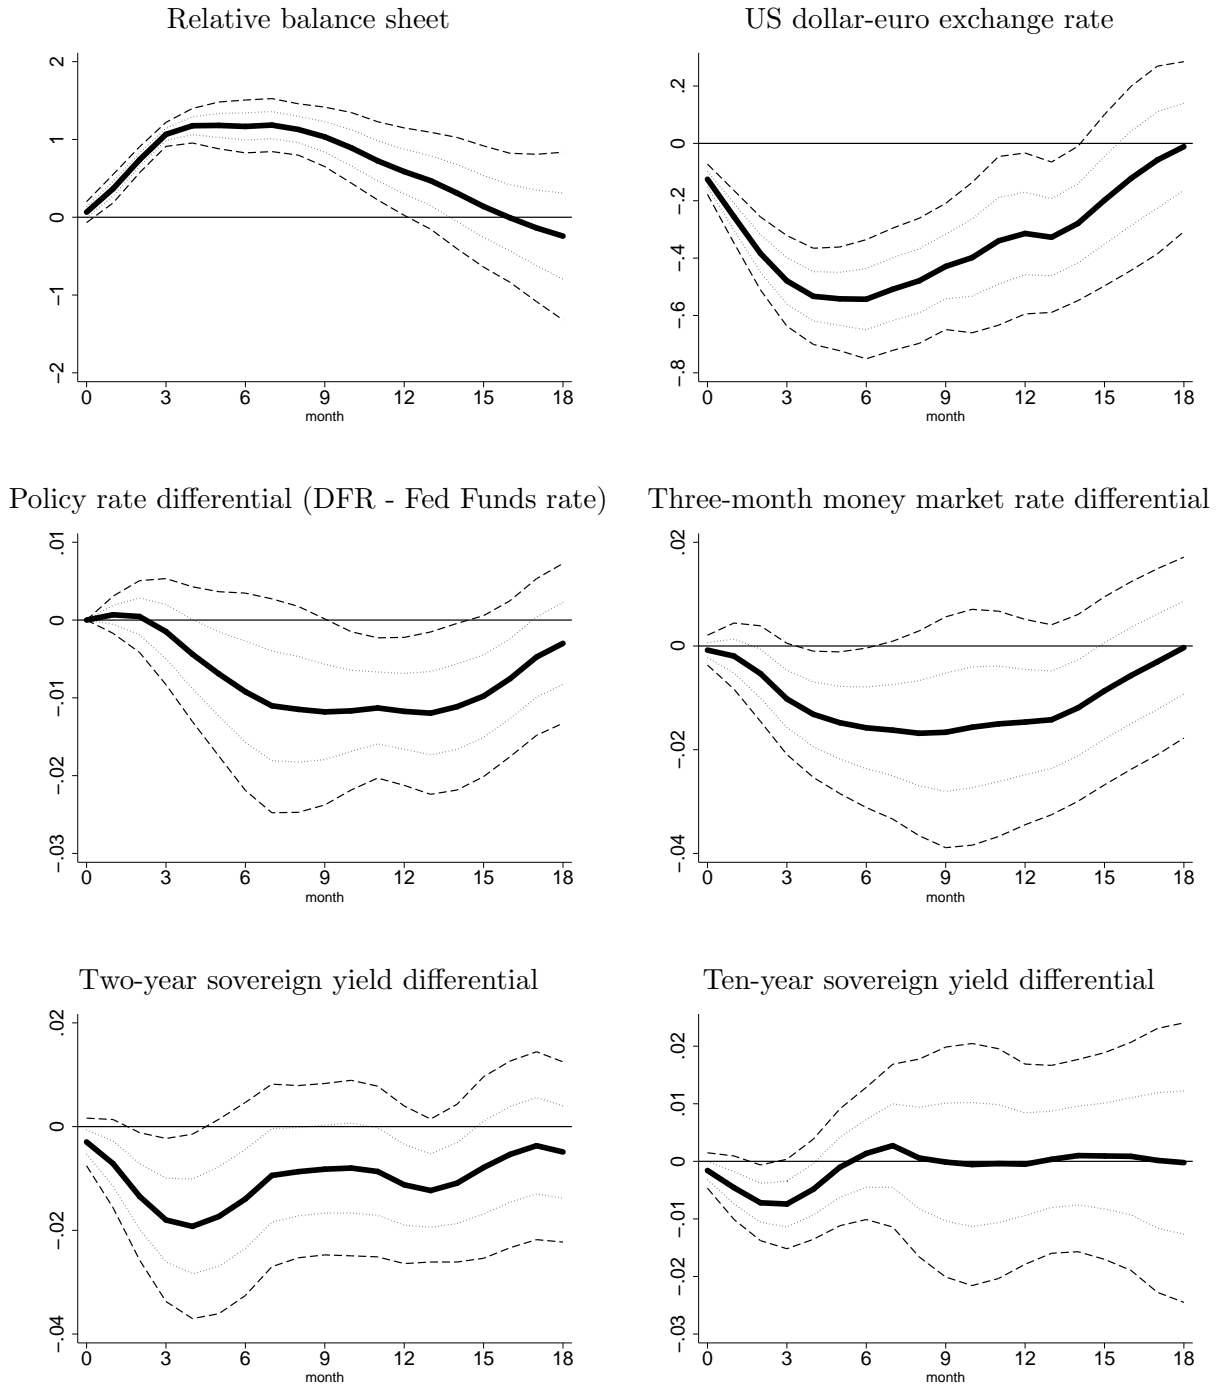 Relative balance sheet
2
1
0
−1
−2
0 3 6 9 12 15 18
month
US dollar-euro exchange rate
.2
0
−.2
−.4
−.6
−.8
0 3 6 9 12 15 18
month
Policy rate differential (DFR - Fed Funds rate)
.01
0
−.01
−.02
−.03
0 3 6 9 12 15 18
month
Three-month money market rate differential
.02
0
−.02
−.04
0 3 6 9 12 15 18
month
Two-year sovereign yield differential
.02
0
−.02
−.04
0 3 6 9 12 15 18
month
Ten-year sovereign yield differential
.02
.01
0
−.01
−.02
−.03
0 3 6 9 12 15 18
month